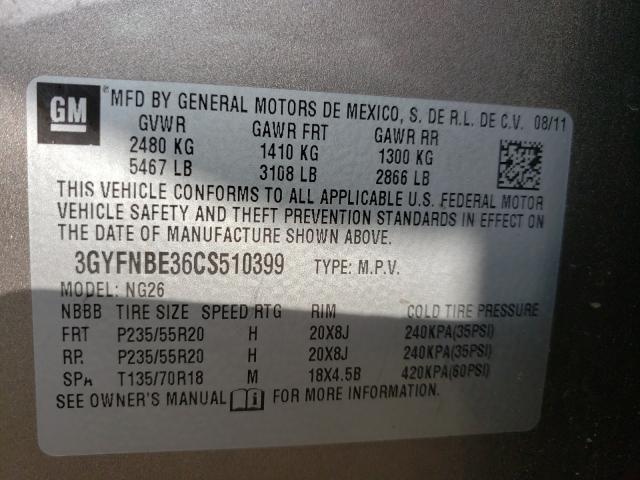 GM ® MFD BY GENERAL MOTORS DE MEXICO, S. DE R.L. DE C.V. 08/11
GVWR GAWR FRT GAWR RR
2480 KG 1410 KG 1300 KG
5467 LB 3108 LB 2866 LB
THIS VEHICLE CONFORMS TO ALL APPLICABLE U.S. FEDERAL MOTOR
VEHICLE SAFETY AND THEFT PREVENTION STANDARDS IN EFFECT ON
THE DATE OF MANUFACTURE SHOWN ABOVE.
3GYFNBE36CS510399 TYPE: M.P.V.
MODEL: NG26
NBBB TIRE SIZE SPEED RTG RIM COLD TIRE PRESSURE
FRT P235/55R20 H 20X8J 240KPA(35PSI)
RR P235/55R20 H 20X8J 240KPA(35PSI)
SPA T135/70R18 M 18X4.5B 420KPA(60PSI)
SEE OWNER'S MANUAL i FOR MORE INFORMATION.